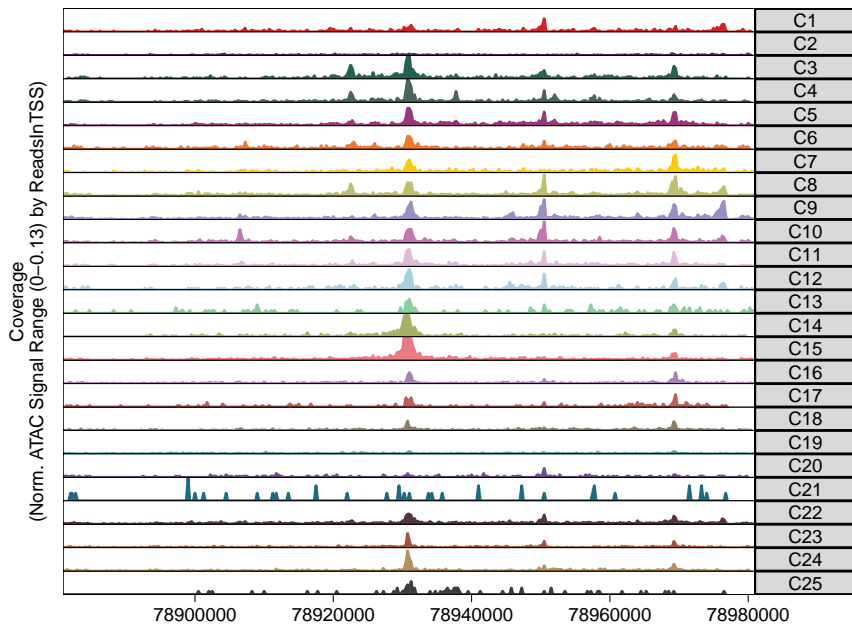 Coverage
(Norm. ATAC Signal Range (0–0.13) by ReadsInTSS)
C1
C2
C3
C4
C5
C6
C7
C8
C9
C10
C11
C12
C13
C14
C15
C16
C17
C18
C19
C20
C21
C22
C23
C24
C25
78900000 78920000 78940000 78960000 78980000